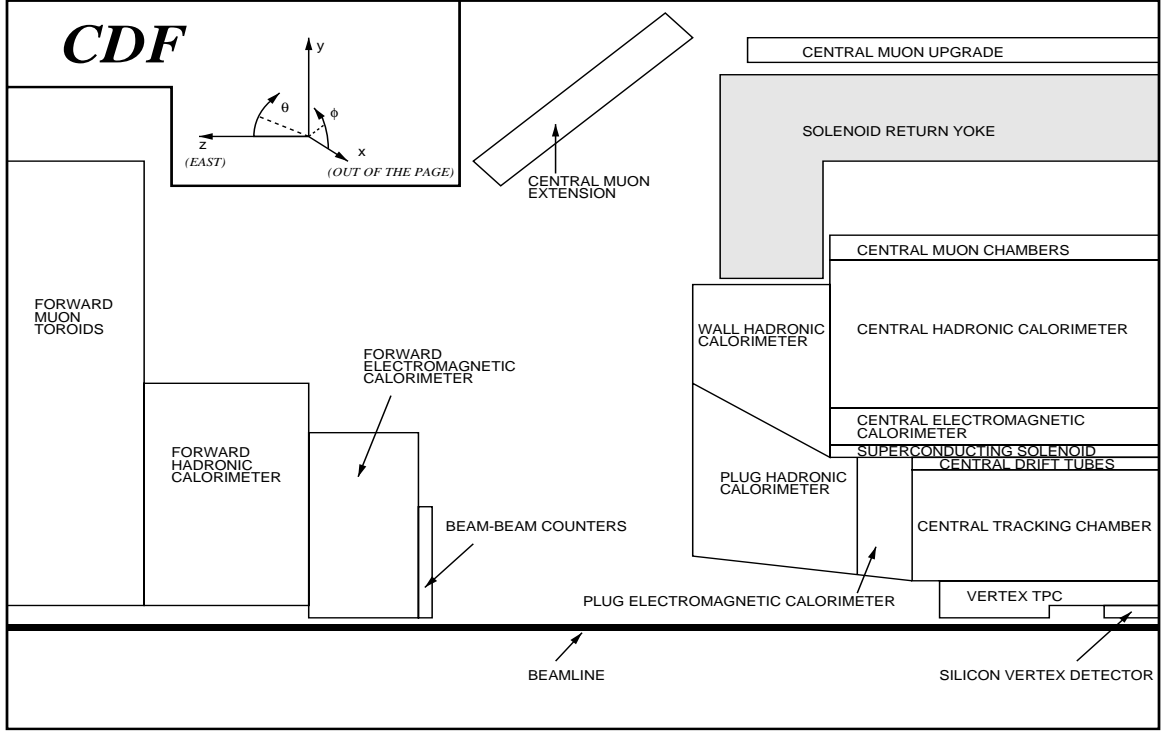 CDF
y
θ
ϕ
z
x
(EAST)
(OUT OF THE PAGE)
CENTRAL MUON UPGRADE
SOLENOID RETURN YOKE
CENTRAL MUON
EXTENSION
CENTRAL MUON CHAMBERS
FORWARD
MUON
TOROIDS
WALL HADRONIC
CALORIMETER
CENTRAL HADRONIC CALORIMETER
FORWARD
ELECTROMAGNETIC
CALORIMETER
CENTRAL ELECTROMAGNETIC
CALORIMETER
SUPERCONDUCTING SOLENOID
CENTRAL DRIFT TUBES
FORWARD
HADRONIC
CALORIMETER
PLUG HADRONIC
CALORIMETER
BEAM-BEAM COUNTERS
CENTRAL TRACKING CHAMBER
PLUG ELECTROMAGNETIC CALORIMETER
VERTEX TPC
BEAMLINE
SILICON VERTEX DETECTOR